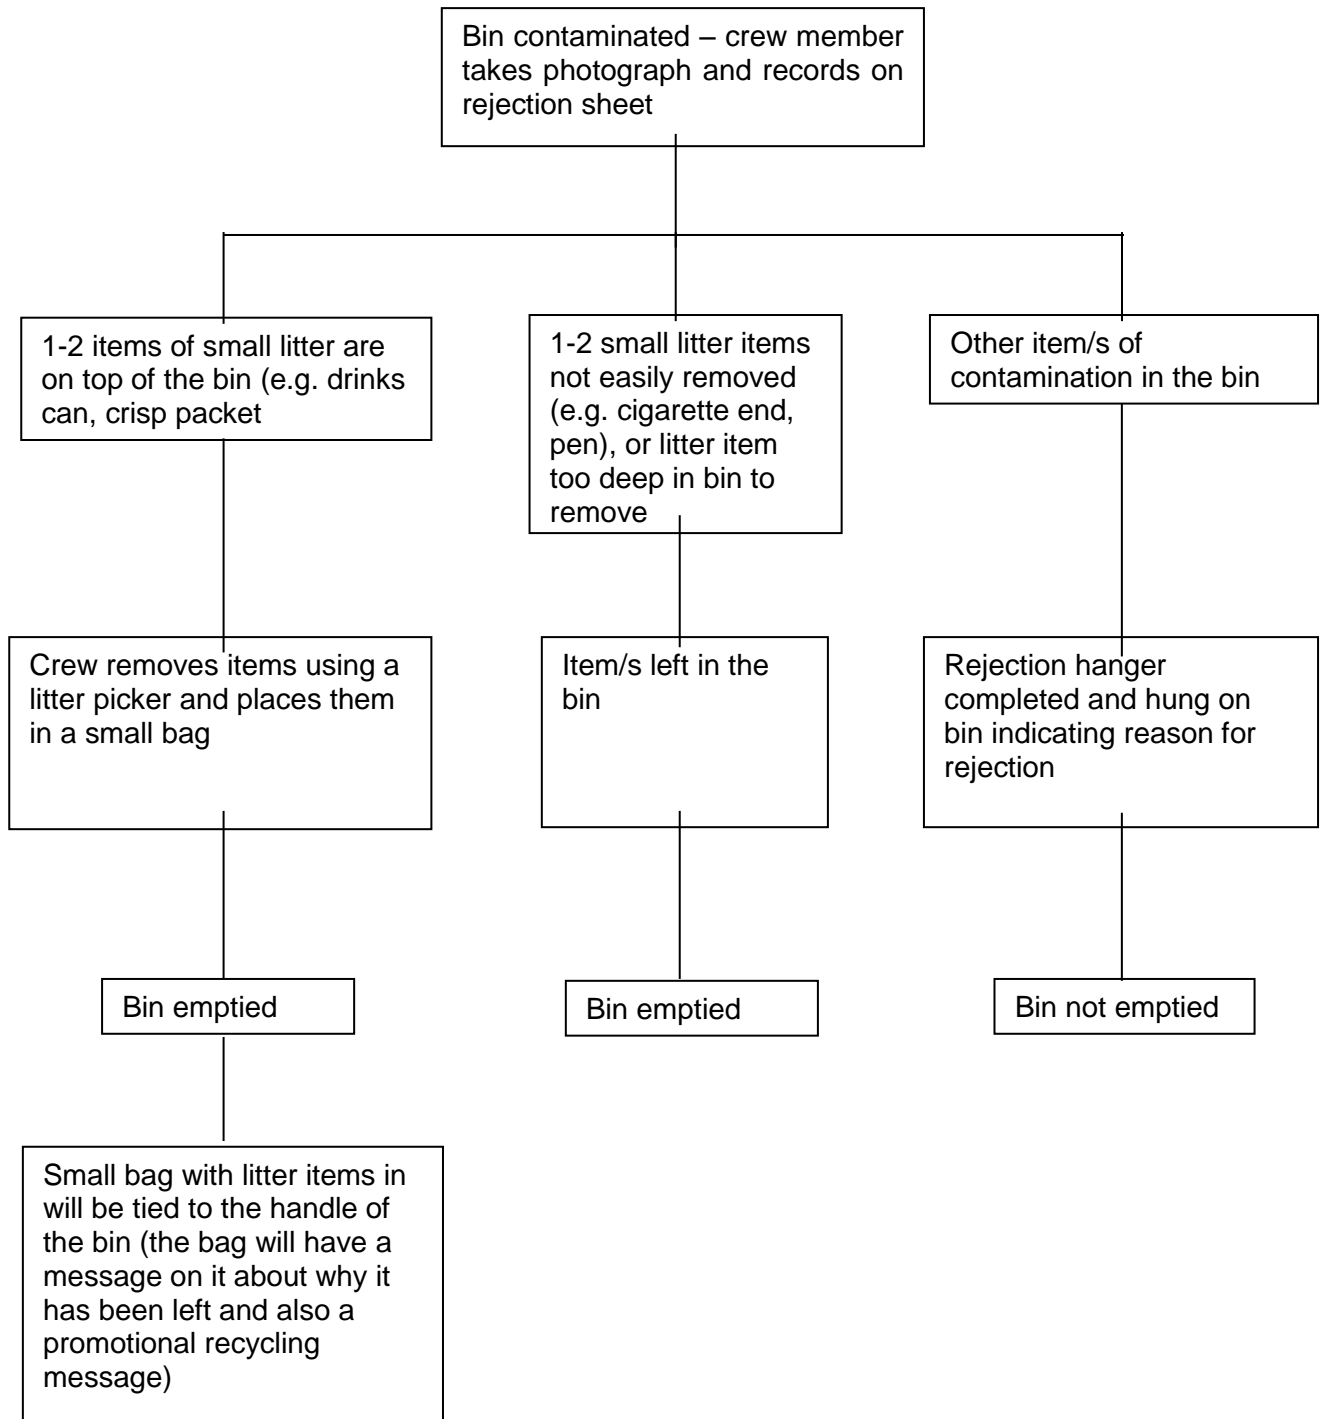 Bin contaminated – crew member
takes photograph and records on
rejection sheet
1-2 items of small litter are
on top of the bin (e.g. drinks
can, crisp packet
1-2 small litter items
not easily removed
(e.g. cigarette end,
pen), or litter item
too deep in bin to
remove
Other item/s of
contamination in the bin
Crew removes items using a
litter picker and places them
in a small bag
Item/s left in the
bin
Rejection hanger
completed and hung on
bin indicating reason for
rejection
Bin emptied
Bin emptied
Bin not emptied
Small bag with litter items in
will be tied to the handle of
the bin (the bag will have a
message on it about why it
has been left and also a
promotional recycling
message)